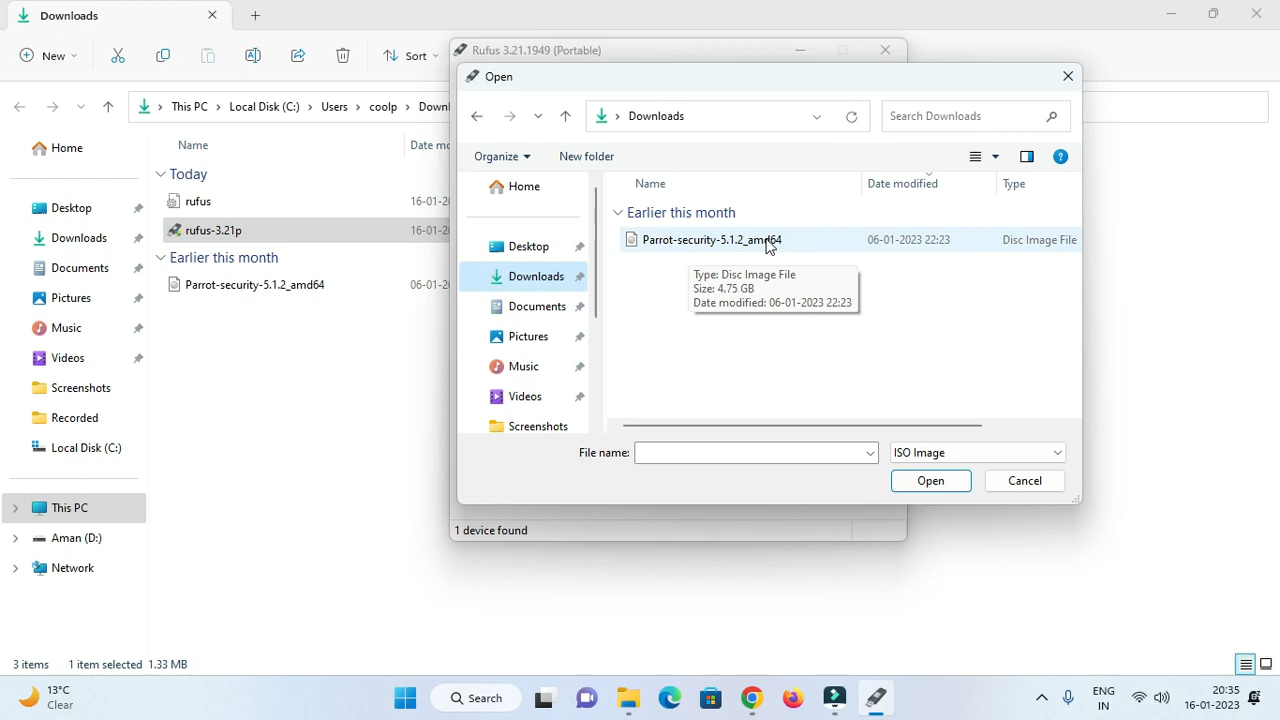 Downloads
New
Sort
This PC
Local Disk (C:)
Users
coolp
Name
Home
Today
Desktop
rufus
16-01-2
Downloads
rufus-3.21p
16-01-2
Earlier this month
Documents
Parrot-security-5.1.2_amd64
06-01-2
Pictures
Music
Videos
Screenshots
Recorded
Local Disk (C:)
This PC
Aman (D:)
Network
3 items
1 item selected 1.33 MB
Rufus 3.21.1949 (Portable)
Open
Downloads
Search Downloads
Organize
New folder
Home
Desktop
Downloads
Documents
Pictures
Music
Videos
Screenshots
Name
Date modified
Type
Earlier this month
Parrot-security-5.1.2_amd64
06-01-2023 22:23
Disc Image File
Type: Disc Image File
Size: 4.75 GB
Date modified: 06-01-2023 22:23
File name:
ISO Image
Open
Cancel
1 device found
13°C
Clear
Search
ENG
IN
20:35
16-01-2023